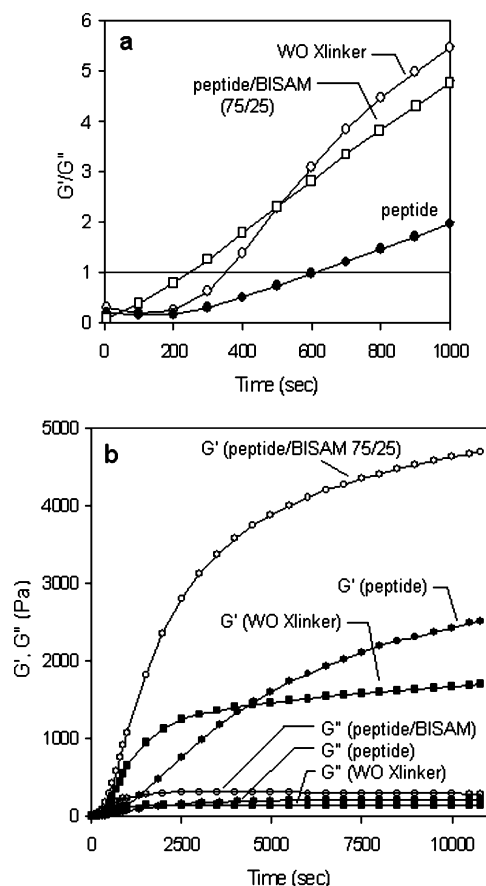 a
6
5
4
3
2
1
0
G'/G"
WO Xlinker
peptide/BISAM
(75/25)
peptide
0 200 400 600 800 1000
Time (sec)
b
5000
4000
3000
2000
1000
0
G', G" (Pa)
G' (peptide/BISAM 75/25)
G' (peptide)
G' (WO Xlinker)
G" (peptide/BISAM)
G" (peptide)
G" (WO Xlinker)
0 2500 5000 7500 10000
Time (sec)